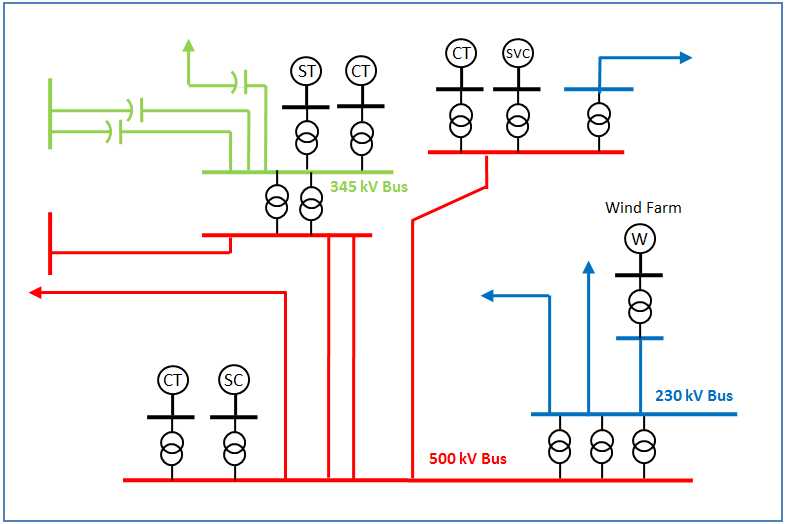 ST
CT
CT
SVC
345 kV Bus
Wind Farm
W
CT
SC
230 kV Bus
500 kV Bus